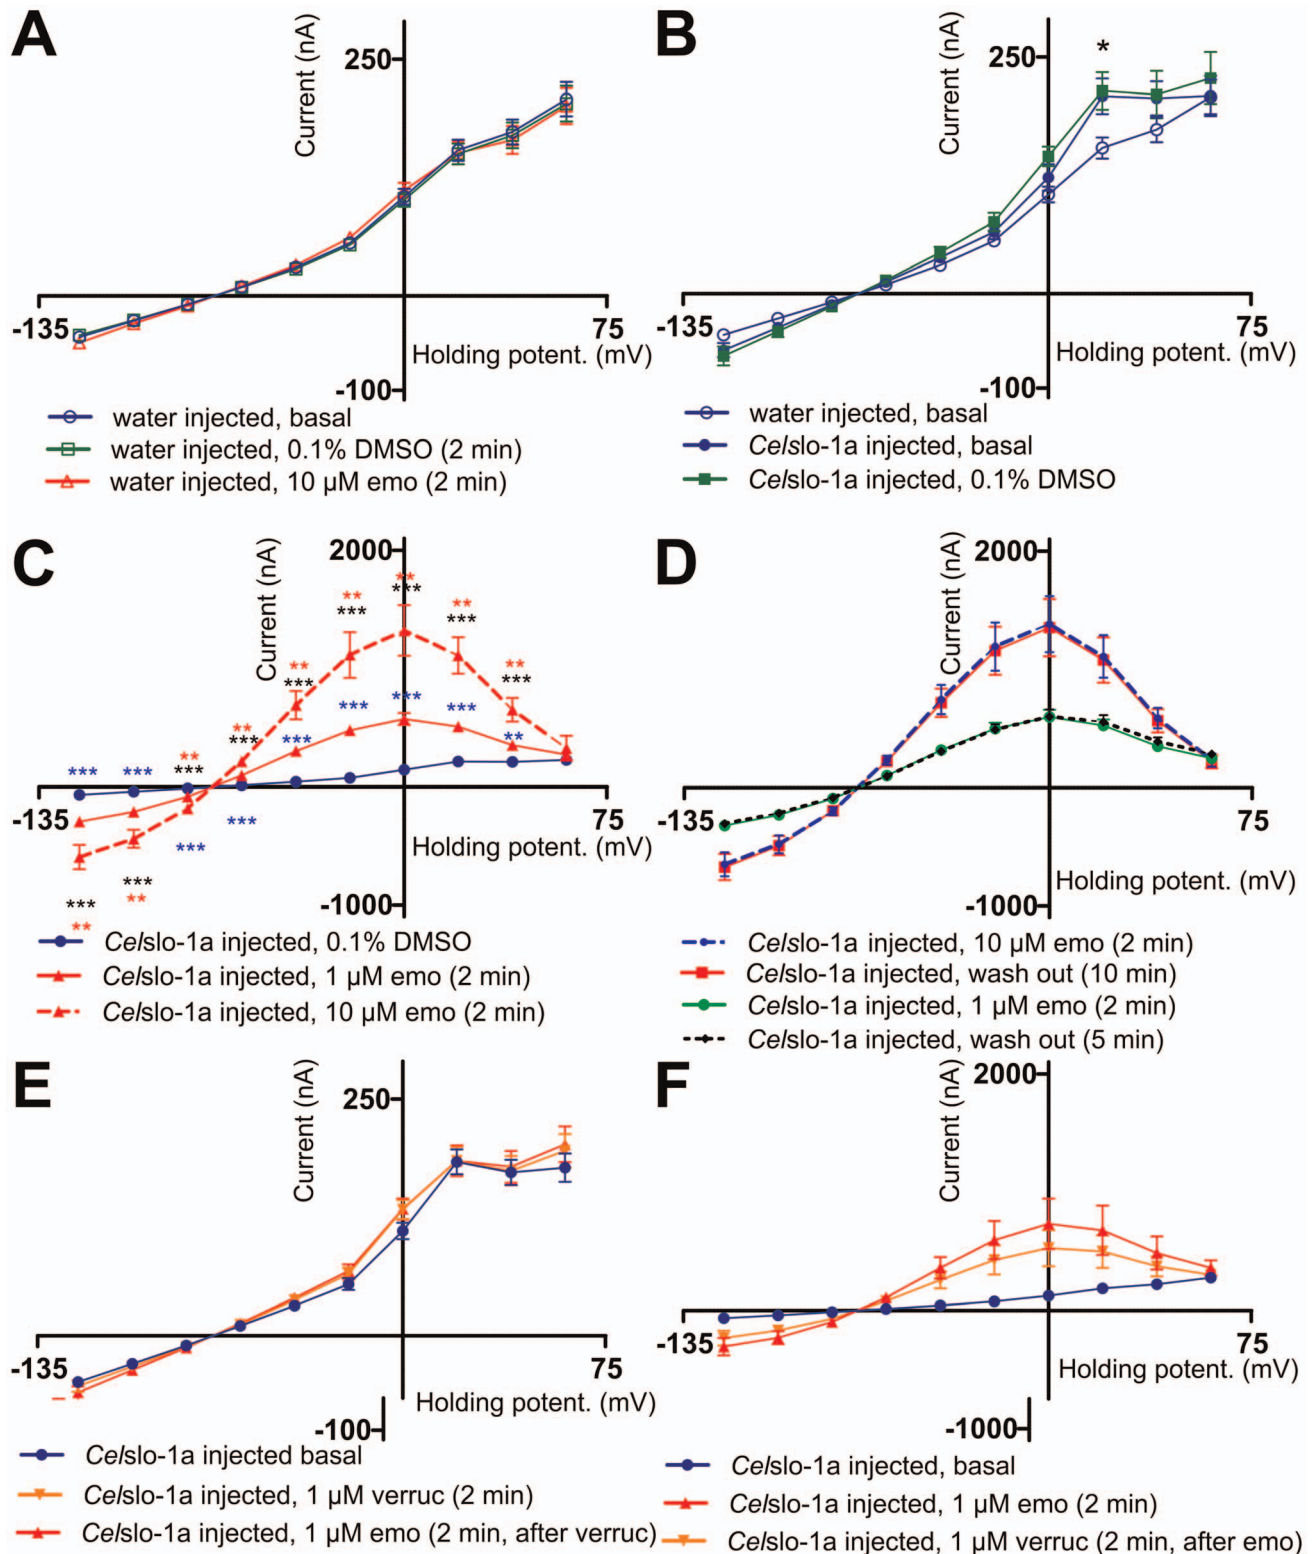 A
Current (nA)
250
-135
75
Holding potent. (mV)
-100
water injected, basal
water injected, 0.1% DMSO (2 min)
water injected, 10 µM emo (2 min)
B
Current (nA)
250
*
-135
75
Holding potent. (mV)
-100
water injected, basal
Celslo-1a injected, basal
Celslo-1a injected, 0.1% DMSO
C
Current (nA)
2000
**
***
**
***
**
***
**
***
**
***
**
***
**
***
***
***
***
***
***
***
**
***
***
-135
75
Holding potent. (mV)
***
**
***
**
-1000
Celslo-1a injected, 0.1% DMSO
Celslo-1a injected, 1 µM emo (2 min)
Celslo-1a injected, 10 µM emo (2 min)
D
Current (nA)
2000
-135
75
Holding potent. (mV)
-1000
Celslo-1a injected, 10 µM emo (2 min)
Celslo-1a injected, wash out (10 min)
Celslo-1a injected, 1 µM emo (2 min)
Celslo-1a injected, wash out (5 min)
E
Current (nA)
250
-135
75
Holding potent. (mV)
-100
Celslo-1a injected basal
Celslo-1a injected, 1 µM verruc (2 min)
Celslo-1a injected, 1 µM emo (2 min, after verruc)
F
Current (nA)
2000
-135
75
Holding potent. (mV)
-1000
Celslo-1a injected, basal
Celslo-1a injected, 1 µM emo (2 min)
Celslo-1a injected, 1 µM verruc (2 min, after emo)